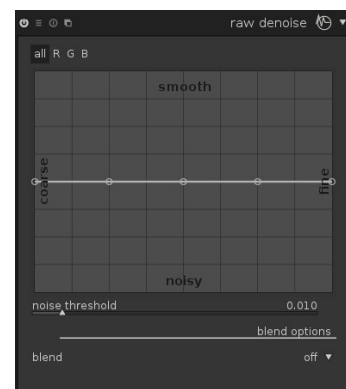 raw denoise
all R G B
smooth
coarse
fine
noisy
noise threshold 0.010
blend options
blend off